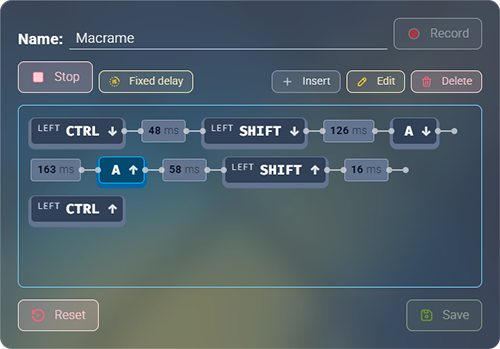 Name: Macrame Record
Stop Fixed delay Insert Edit Delete
LEFT CTRL ↓ 48 ms LEFT SHIFT ↓ 126 ms A ↓
163 ms A ↑ 58 ms LEFT SHIFT ↑ 16 ms
LEFT CTRL ↑
Reset Save